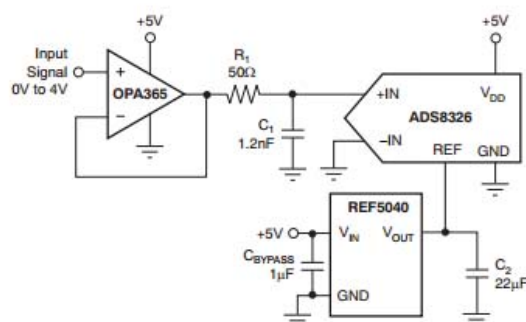 +5V
Input
Signal
0V to 4V
+
−
OPA365
R1
50Ω
C1
1.2nF
+5V
+IN
−IN
VDD
ADS8326
REF
GND
REF5040
+5V
VIN
VOUT
CBYPASS
1µF
GND
C2
22µF